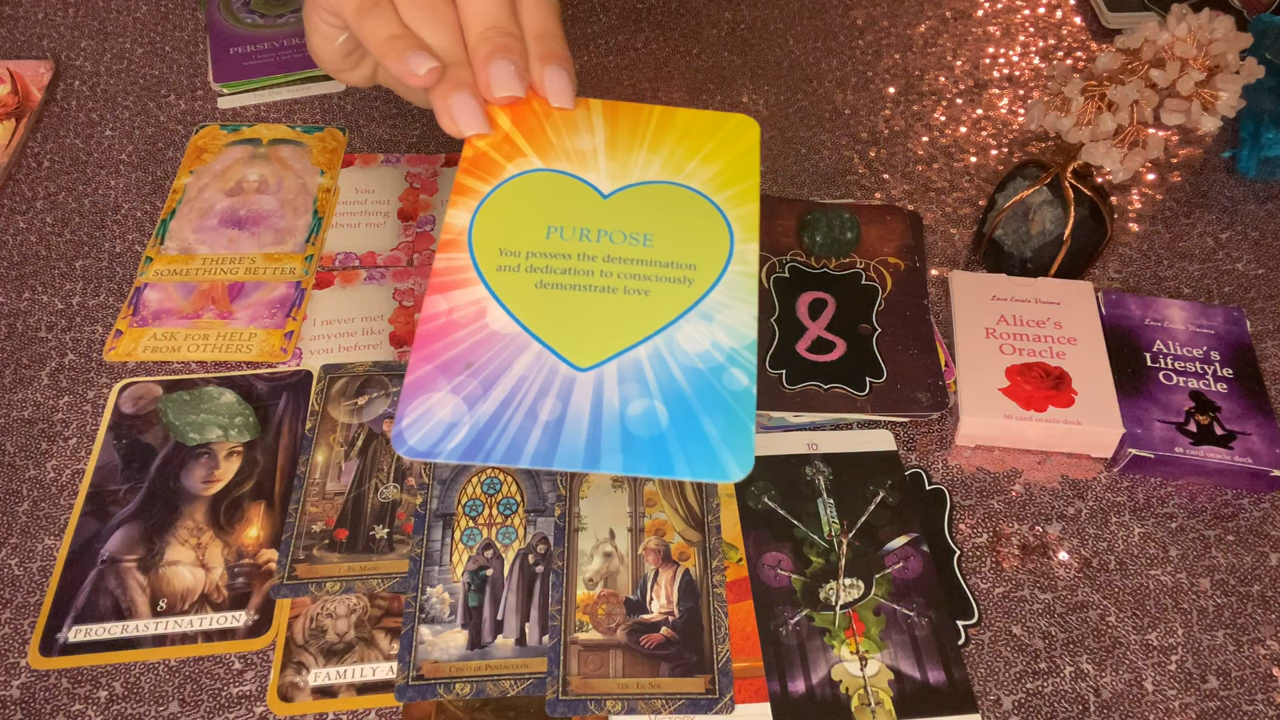 PERSEVERA
You
ound out
omething
about me!
THERE'S
SOMETHING BETTER
ASK FOR HELP
FROM OTHERS
I never met
anyone like
you before!
PURPOSE
You possess the determination
and dedication to consciously
demonstrate love
8
Love Exists Visions
Alice's
Romance
Oracle
50 card oracle deck
Love Exists Visions
Alice's
Lifestyle
Oracle
48 card oracle deck
8
PROCRASTINATION
I - El Mago
FAMILY A
Cinco de Pentáculos
XIX - El Sol
10
Victory